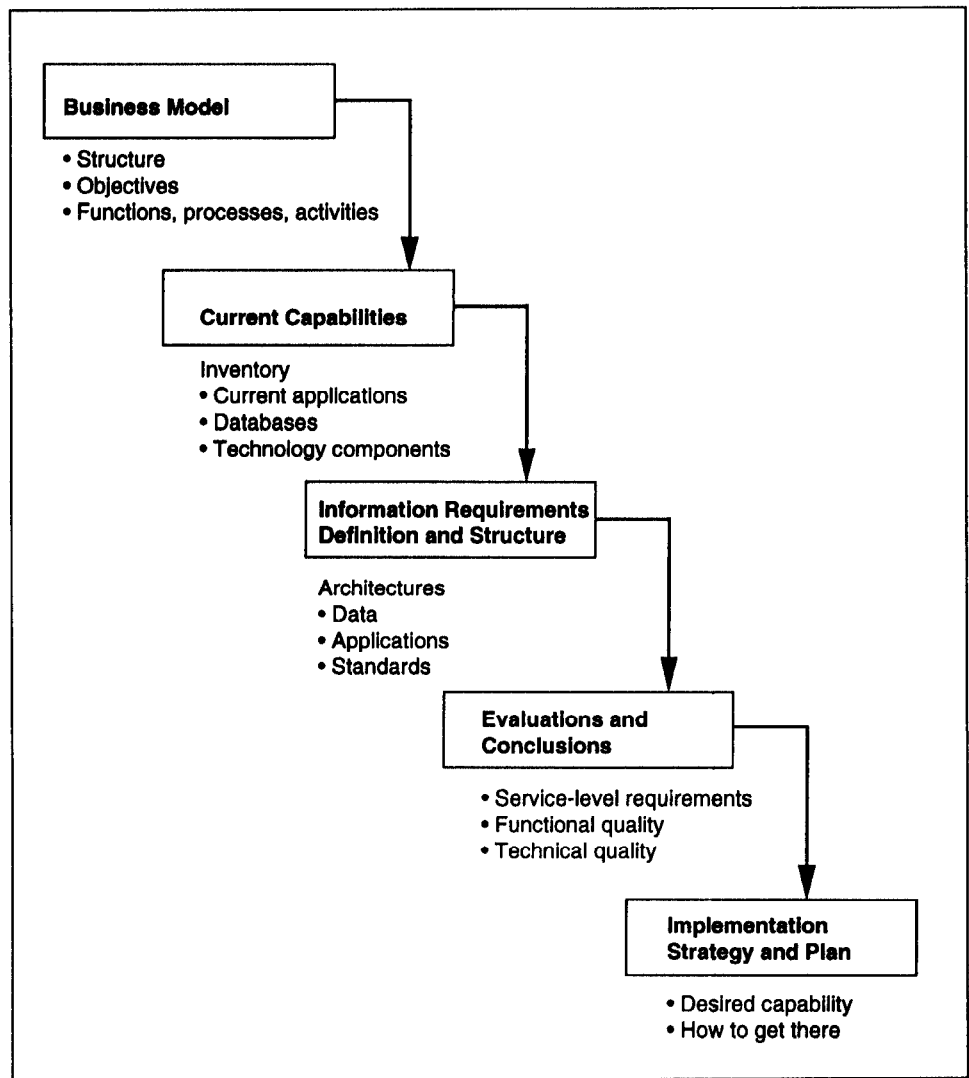 Business Model
• Structure
• Objectives
• Functions, processes, activities
Current Capabilities
Inventory
• Current applications
• Databases
• Technology components
Information Requirements
Definition and Structure
Architectures
• Data
• Applications
• Standards
Evaluations and
Conclusions
• Service-level requirements
• Functional quality
• Technical quality
Implementation
Strategy and Plan
• Desired capability
• How to get there